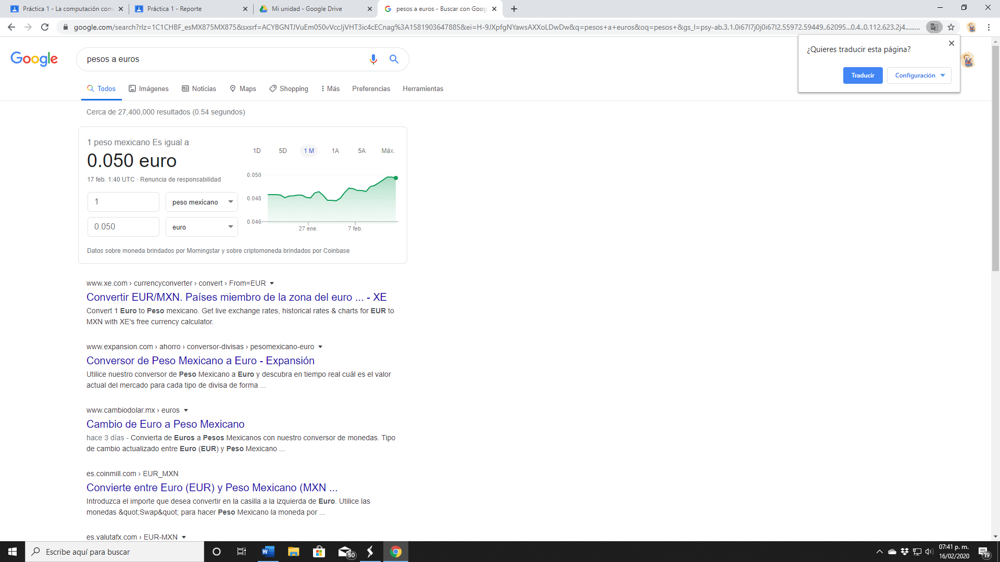 Práctica 1 - La computación com
Práctica 1 - Reporte
Mi unidad - Google Drive
pesos a euros - Buscar con Goog
google.com/search?rlz=1C1CHBF_esMX875MX875&sxsrf=ACYBGNTJVuEm050vVccJjVHT3ic4cECnag%3A1581903647885&ei=H-9JXpfgNYawsAXXoLDwDw&q=pesos+a+euros&oq=pesos+&gs_l=psy-ab.3.1.0i67l7j0j0i67l2.55972.59449..62095...0.4..0.112.623.2j4.........
¿Quieres traducir esta página?
Traducir
Configuración
Google
pesos a euros
Todos
Imágenes
Noticias
Maps
Shopping
Más
Preferencias
Herramientas
Cerca de 27,400,000 resultados (0.54 segundos)
1 peso mexicano Es igual a
0.050 euro
17 feb. 1:40 UTC · Renuncia de responsabilidad
1
peso mexicano
0.050
euro
1D
5D
1 M
1A
5A
Máx.
0.050
0.048
0.046
27 ene.
7 feb.
Datos sobre moneda brindados por Morningstar y sobre criptomoneda brindados por Coinbase
www.xe.com › currencyconverter › convert › From=EUR
Convertir EUR/MXN. Países miembro de la zona del euro ... - XE
Convert 1 Euro to Peso mexicano. Get live exchange rates, historical rates & charts for EUR to
MXN with XE's free currency calculator.
www.expansion.com › ahorro › conversor-divisas › pesomexicano-euro
Conversor de Peso Mexicano a Euro - Expansión
Utilice nuestro conversor de Peso Mexicano a Euro y descubra en tiempo real cuál es el valor
actual del mercado para cada tipo de divisa de forma ...
www.cambiodolar.mx › euros
Cambio de Euro a Peso Mexicano
hace 3 días - Convierta de Euros a Pesos Mexicanos con nuestro conversor de monedas. Tipo
de cambio actualizado entre Euro (EUR) y Peso Mexicano ...
es.coinmill.com › EUR_MXN
Convierte entre Euro (EUR) y Peso Mexicano (MXN ...
Introduzca el importe que desea convertir en la casilla a la izquierda de Euro. Utilice las
monedas &quot;Swap&quot; para hacer Peso Mexicano la moneda por ...
es.valutafx.com › EUR-MXN
Escribe aquí para buscar
50
07:41 p. m.
16/02/2020
19